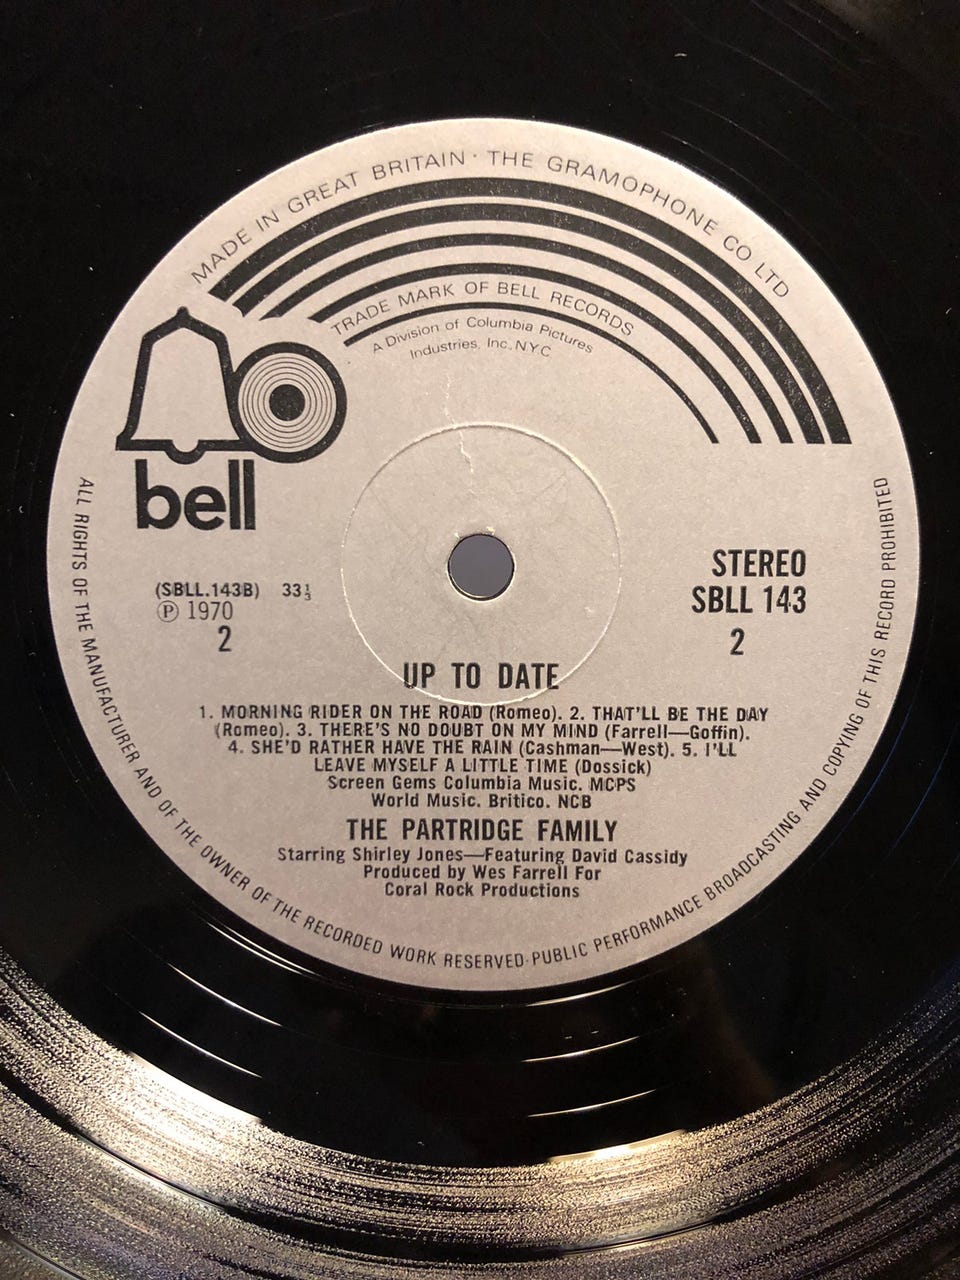 MADE IN GREAT BRITAIN · THE GRAMOPHONE CO LTD
TRADE MARK OF BELL RECORDS
A Division of Columbia Pictures
Industries, Inc., N.Y.C
bell
(SBLL.143B) 33⅓
℗ 1970
2
STEREO
SBLL 143
2
UP TO DATE
1. MORNING RIDER ON THE ROAD (Romeo). 2. THAT'LL BE THE DAY
(Romeo). 3. THERE'S NO DOUBT ON MY MIND (Farrell—Goffin).
4. SHE'D RATHER HAVE THE RAIN (Cashman—West). 5. I'LL
LEAVE MYSELF A LITTLE TIME (Dossick)
Screen Gems Columbia Music. MCPS
World Music. Britico. NCB
THE PARTRIDGE FAMILY
Starring Shirley Jones—Featuring David Cassidy
Produced by Wes Farrell For
Coral Rock Productions
ALL RIGHTS OF THE MANUFACTURER AND OF THE OWNER OF THE RECORDED WORK RESERVED·PUBLIC PERFORMANCE BROADCASTING AND COPYING OF THIS RECORD PROHIBITED